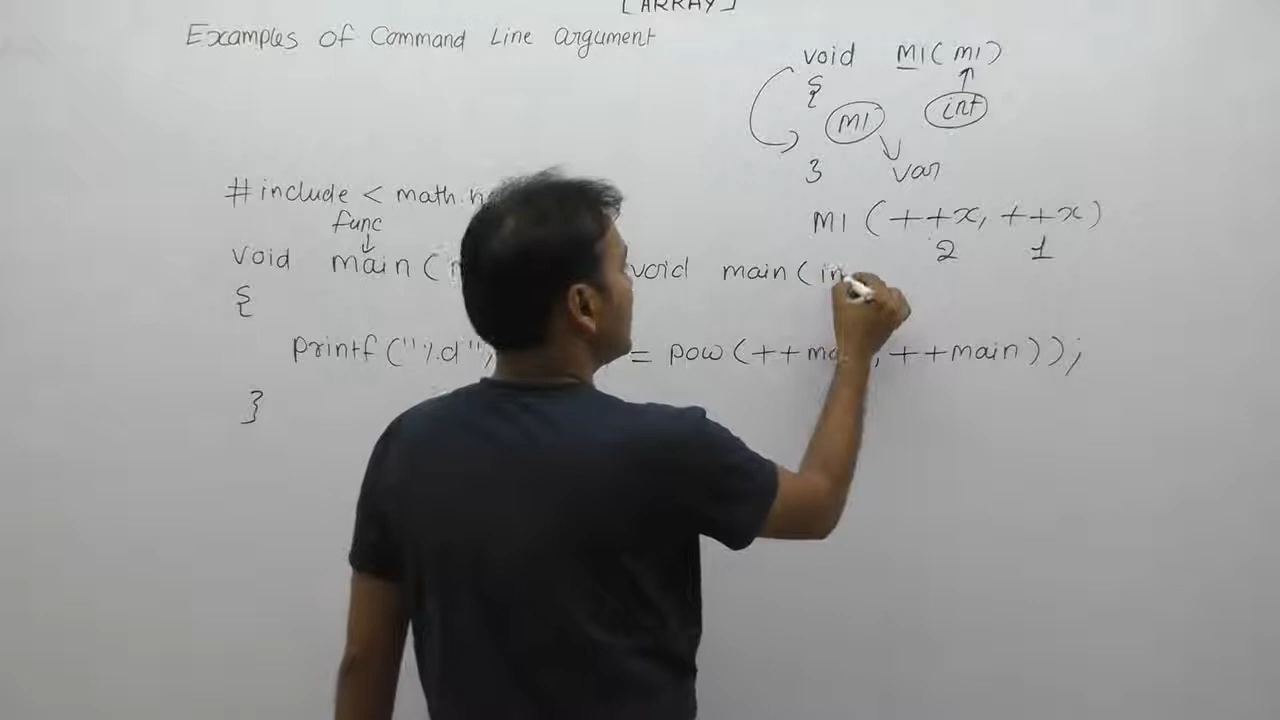 [ARRAY]
Examples of Command Line argument
void M1(m1)
{
m1
int
}
var
# include < math.h
func
M1 (++x, ++x)
2 1
void main ( void main (in
{
printf ("%d", = pow (++ma , ++main));
}